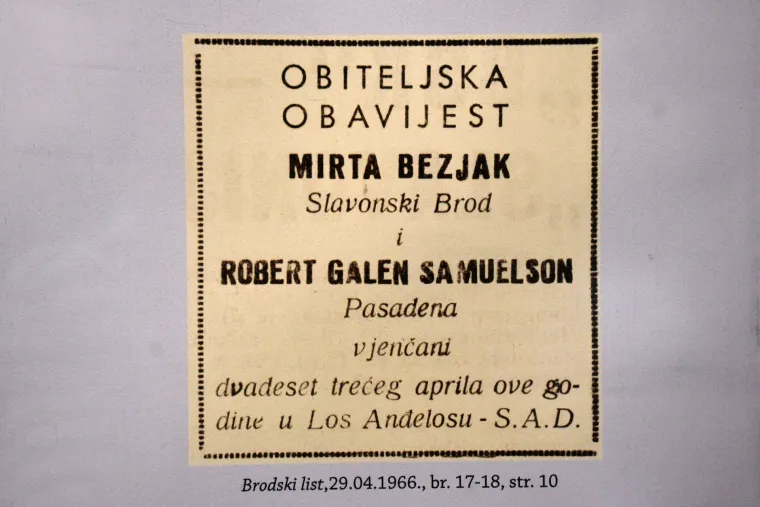 OBITELJSKA
OBAVIJEST
MIRTA BEZJAK
Slavonski Brod
i
ROBERT GALEN SAMUELSON
Pasadena
vjenčani
dvadeset trećeg aprila ove go-
dine u Los Anđelosu - S.A.D.
Brodski list,29.04.1966., br. 17-18, str. 10